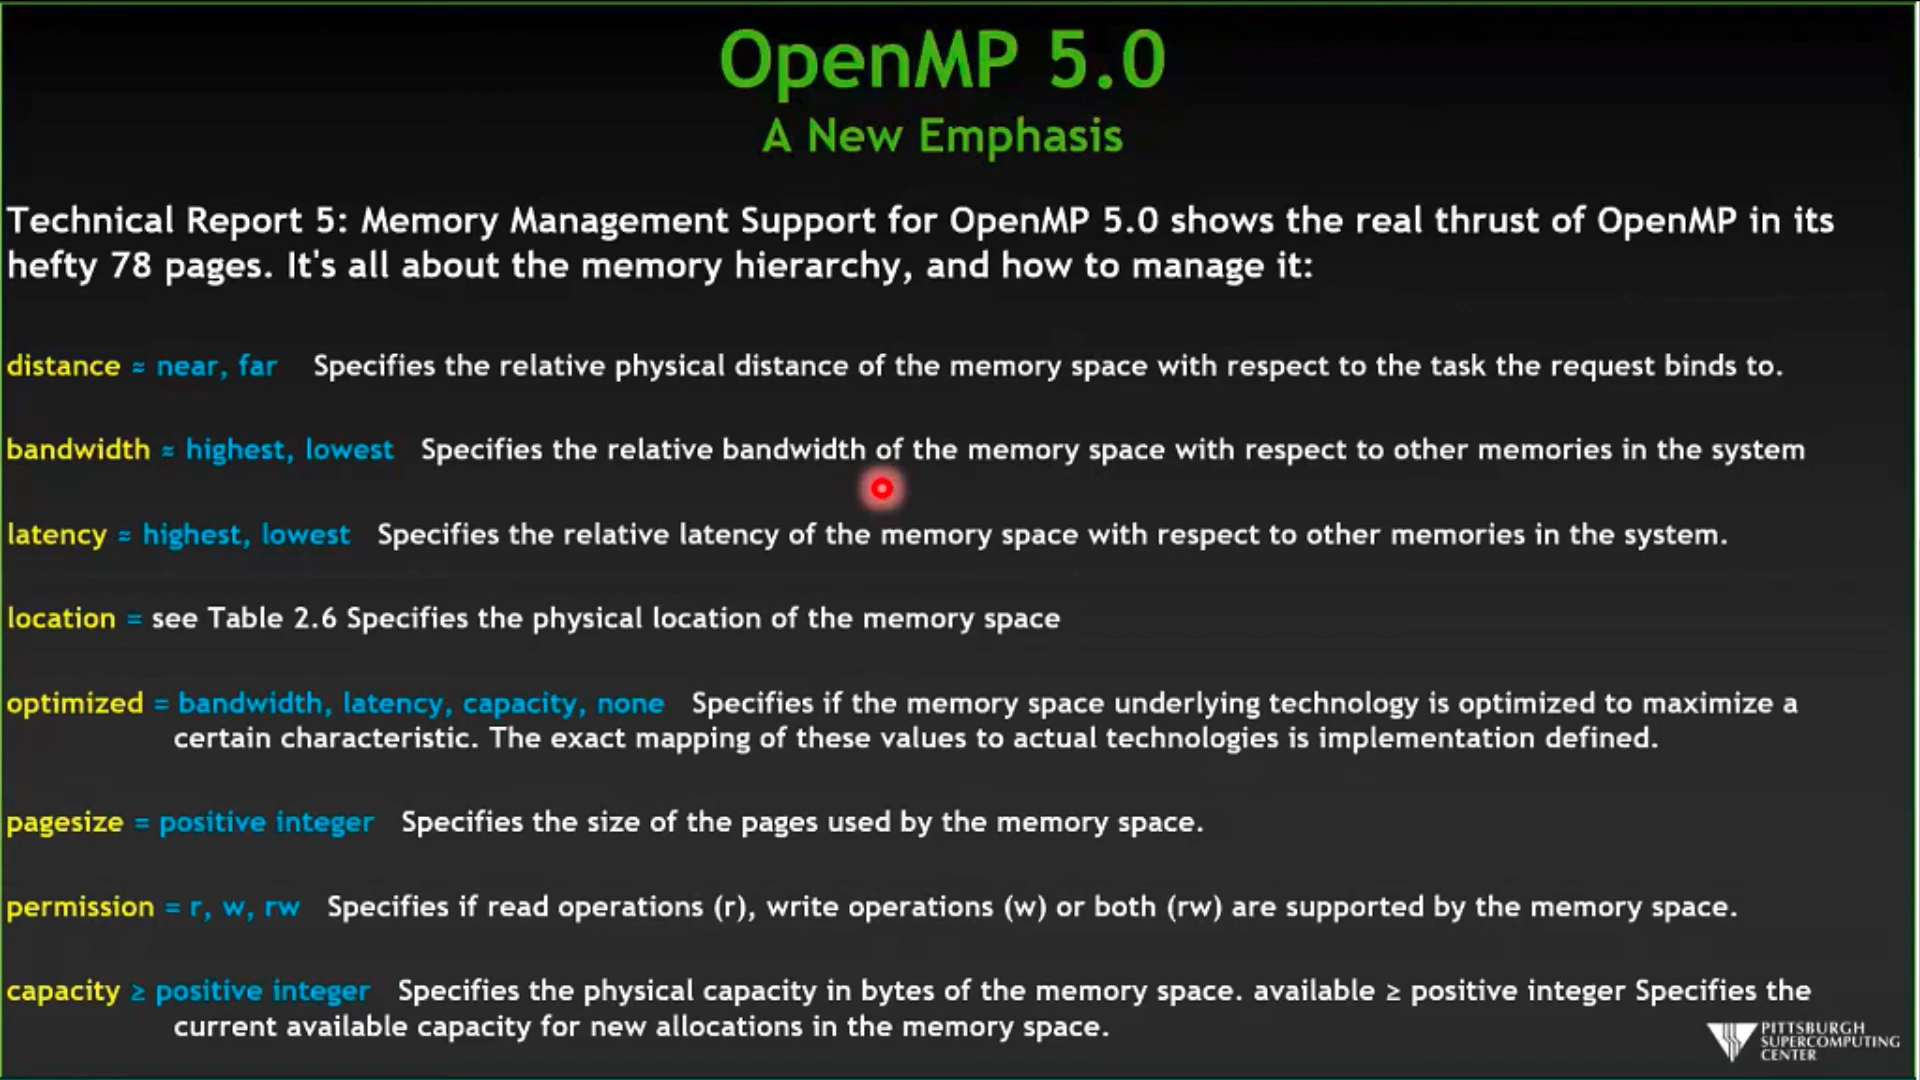 OpenMP 5.0
A New Emphasis
Technical Report 5: Memory Management Support for OpenMP 5.0 shows the real thrust of OpenMP in its
hefty 78 pages. It's all about the memory hierarchy, and how to manage it:
distance ≈ near, far Specifies the relative physical distance of the memory space with respect to the task the request binds to.
bandwidth ≈ highest, lowest Specifies the relative bandwidth of the memory space with respect to other memories in the system
latency ≈ highest, lowest Specifies the relative latency of the memory space with respect to other memories in the system.
location = see Table 2.6 Specifies the physical location of the memory space
optimized = bandwidth, latency, capacity, none Specifies if the memory space underlying technology is optimized to maximize a
certain characteristic. The exact mapping of these values to actual technologies is implementation defined.
pagesize = positive integer Specifies the size of the pages used by the memory space.
permission = r, w, rw Specifies if read operations (r), write operations (w) or both (rw) are supported by the memory space.
capacity ≥ positive integer Specifies the physical capacity in bytes of the memory space. available ≥ positive integer Specifies the
current available capacity for new allocations in the memory space.
PITTSBURGH
SUPERCOMPUTING
CENTER